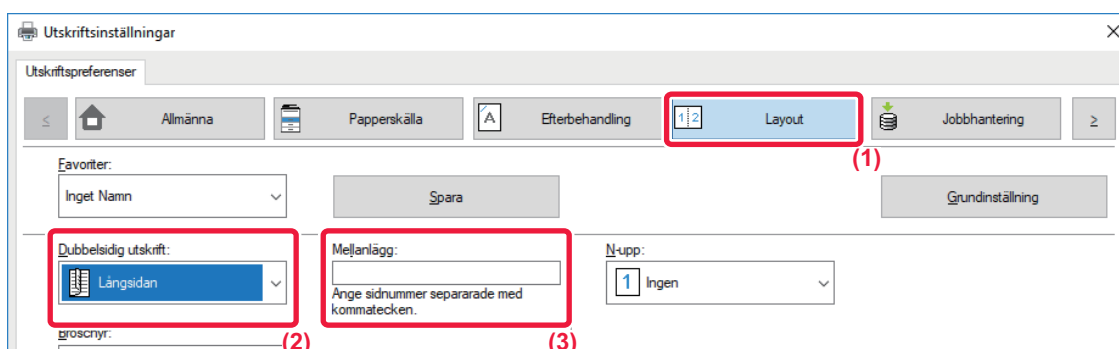 Utskriftsinställningar
Utskriftspreferenser
< Allmänna Papperskälla A Efterbehandling 1 2 Layout Jobbhantering >
(1)
Favoriter:
Inget Namn Spara Grundinställning
Dubbelsidig utskrift: Mellanlägg: N-upp:
Långsidan 1 Ingen
Ange sidnummer separarade med
kommatecken.
Broschyr: (2) (3)